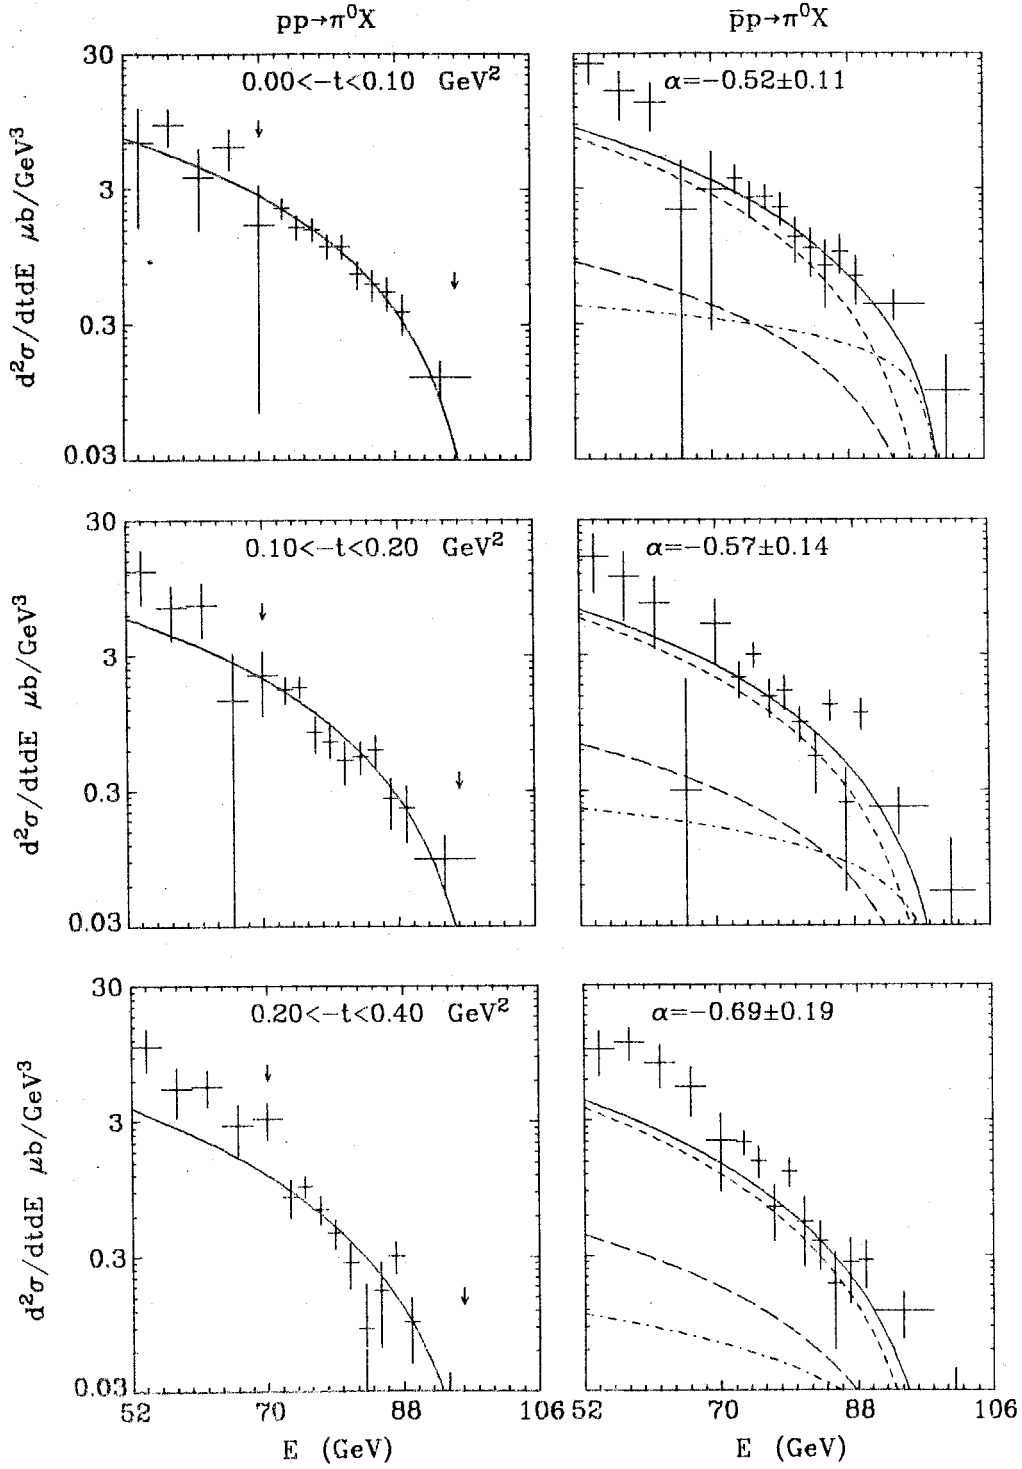 pp→π⁰X
p̄p→π⁰X
30
0.00<-t<0.10 GeV²
α=-0.52±0.11
3
0.3
0.03
d²σ/dtdE μb/GeV³
30
0.10<-t<0.20 GeV²
α=-0.57±0.14
3
0.3
0.03
d²σ/dtdE μb/GeV³
30
0.20<-t<0.40 GeV²
α=-0.69±0.19
3
0.3
0.03
d²σ/dtdE μb/GeV³
52 70 88 106 52 70 88 106
E (GeV) E (GeV)